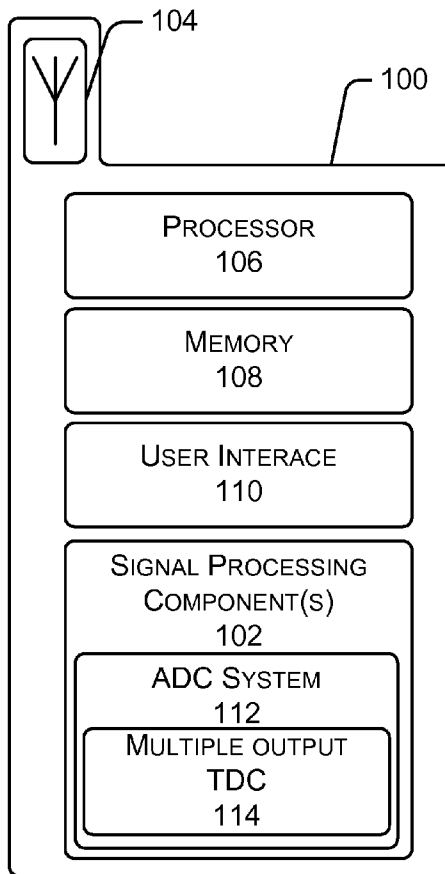 104
100
PROCESSOR
106
MEMORY
108
USER INTERACE
110
SIGNAL PROCESSING
COMPONENT(S)
102
ADC SYSTEM
112
MULTIPLE OUTPUT
TDC
114